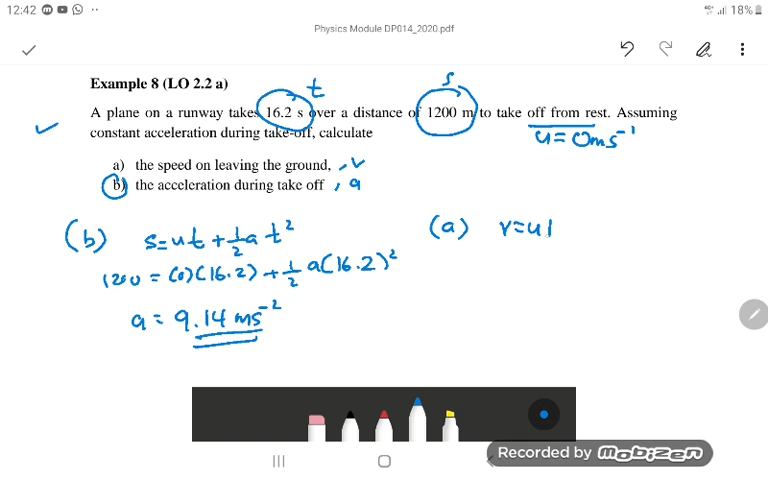 12:42
4G+ 18%
Physics Module DP014_2020.pdf
Example 8 (LO 2.2 a)
t
s
A plane on a runway takes 16.2 s over a distance of 1200 m to take off from rest. Assuming
constant acceleration during take-off, calculate
u = 0ms⁻¹
a) the speed on leaving the ground, , v
b) the acceleration during take off , a
(b) s = ut + ½ a t²
1200 = (0)(16.2) + ½ a(16.2)²
a = 9.14 ms⁻²
(a) v = u
Recorded by mobizen